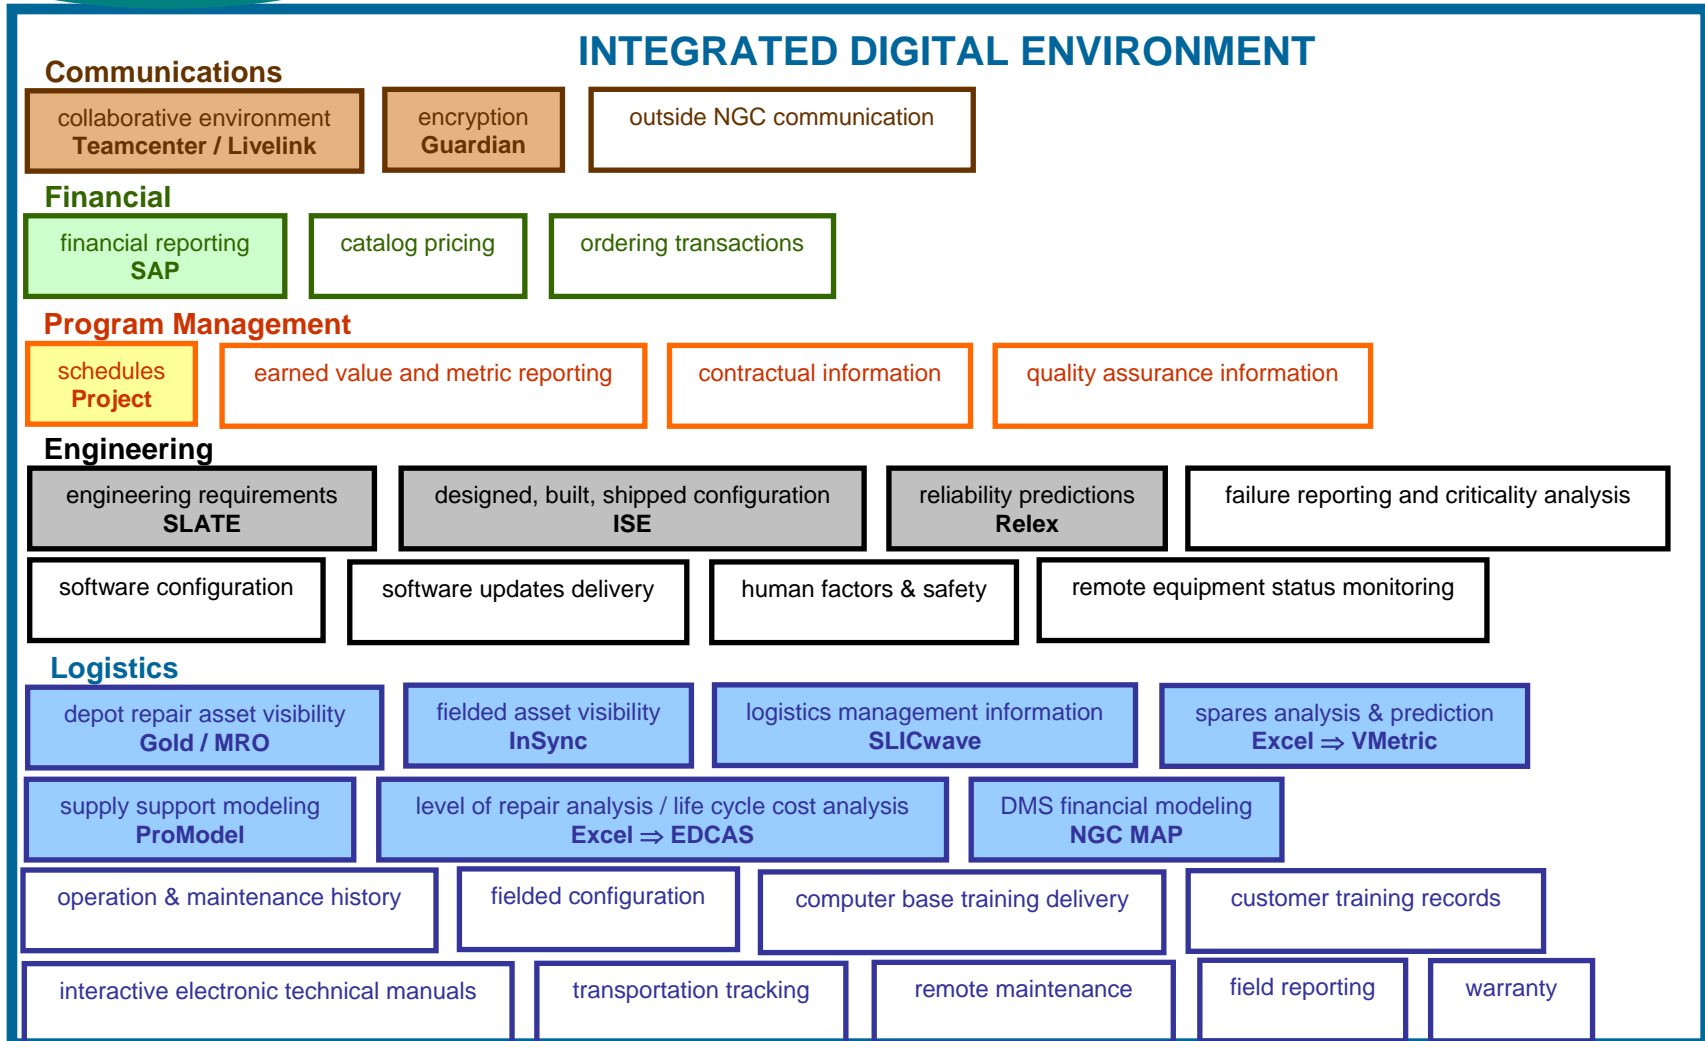 INTEGRATED DIGITAL ENVIRONMENT
Communications
collaborative environment
Teamcenter / Livelink
encryption
Guardian
outside NGC communication
Financial
financial reporting
SAP
catalog pricing
ordering transactions
Program Management
schedules
Project
earned value and metric reporting
contractual information
quality assurance information
Engineering
engineering requirements
SLATE
designed, built, shipped configuration
ISE
reliability predictions
Relex
failure reporting and criticality analysis
software configuration
software updates delivery
human factors & safety
remote equipment status monitoring
Logistics
depot repair asset visibility
Gold / MRO
fielded asset visibility
InSync
logistics management information
SLICwave
spares analysis & prediction
Excel ⇒ VMetric
supply support modeling
ProModel
level of repair analysis / life cycle cost analysis
Excel ⇒ EDCAS
DMS financial modeling
NGC MAP
operation & maintenance history
fielded configuration
computer base training delivery
customer training records
interactive electronic technical manuals
transportation tracking
remote maintenance
field reporting
warranty